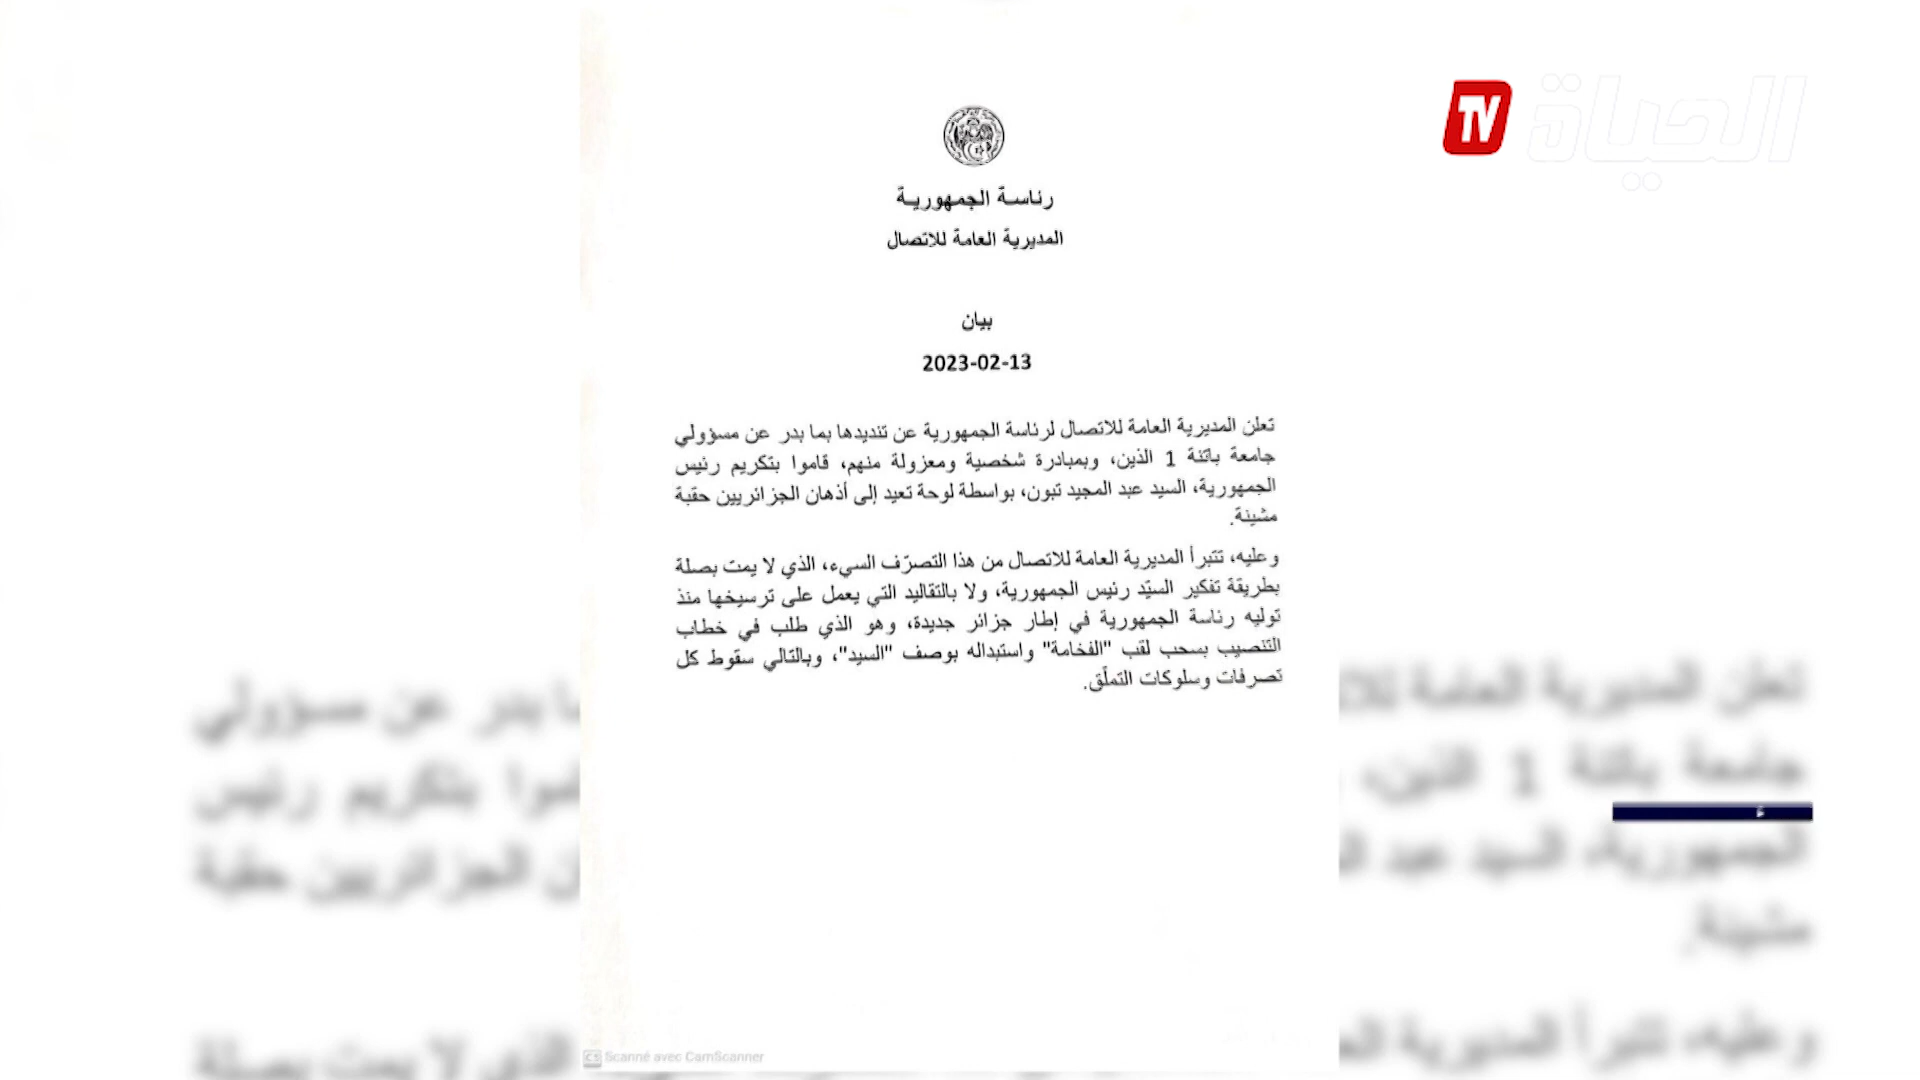 TV الحياة
رئاسة الجمهورية
المديرية العامة للاتصال
بيان
2023-02-13
تعلن المديرية العامة للاتصال لرئاسة الجمهورية عن تنديدها بما بدر عن مسؤولي
جامعة باتنة 1 الذين، وبمبادرة شخصية ومعزولة منهم، قاموا بتكريم رئيس
الجمهورية، السيد عبد المجيد تبون، بواسطة لوحة تعيد إلى أذهان الجزائريين حقبة
مشينة.
وعليه، تتبرأ المديرية العامة للاتصال من هذا التصرّف السيء، الذي لا يمت بصلة
بطريقة تفكير السيّد رئيس الجمهورية، ولا بالتقاليد التي يعمل على ترسيخها منذ
توليه رئاسة الجمهورية في إطار جزائر جديدة، وهو الذي طلب في خطاب
التنصيب بسحب لقب "الفخامة" واستبداله بوصف "السيد"، وبالتالي سقوط كل
تصرفات وسلوكات التملّق.
CS Scanné avec CamScanner
تعلن المديرية العامة
ما بدر عن مسؤولي
جامعة باتنة 1 الذين،
بتكريم رئيس
الجمهورية، السيد عبد
الجزائريين حقبة
مشينة.
وعليه، تتبرأ المديرية
الذي لا يمت بصلة